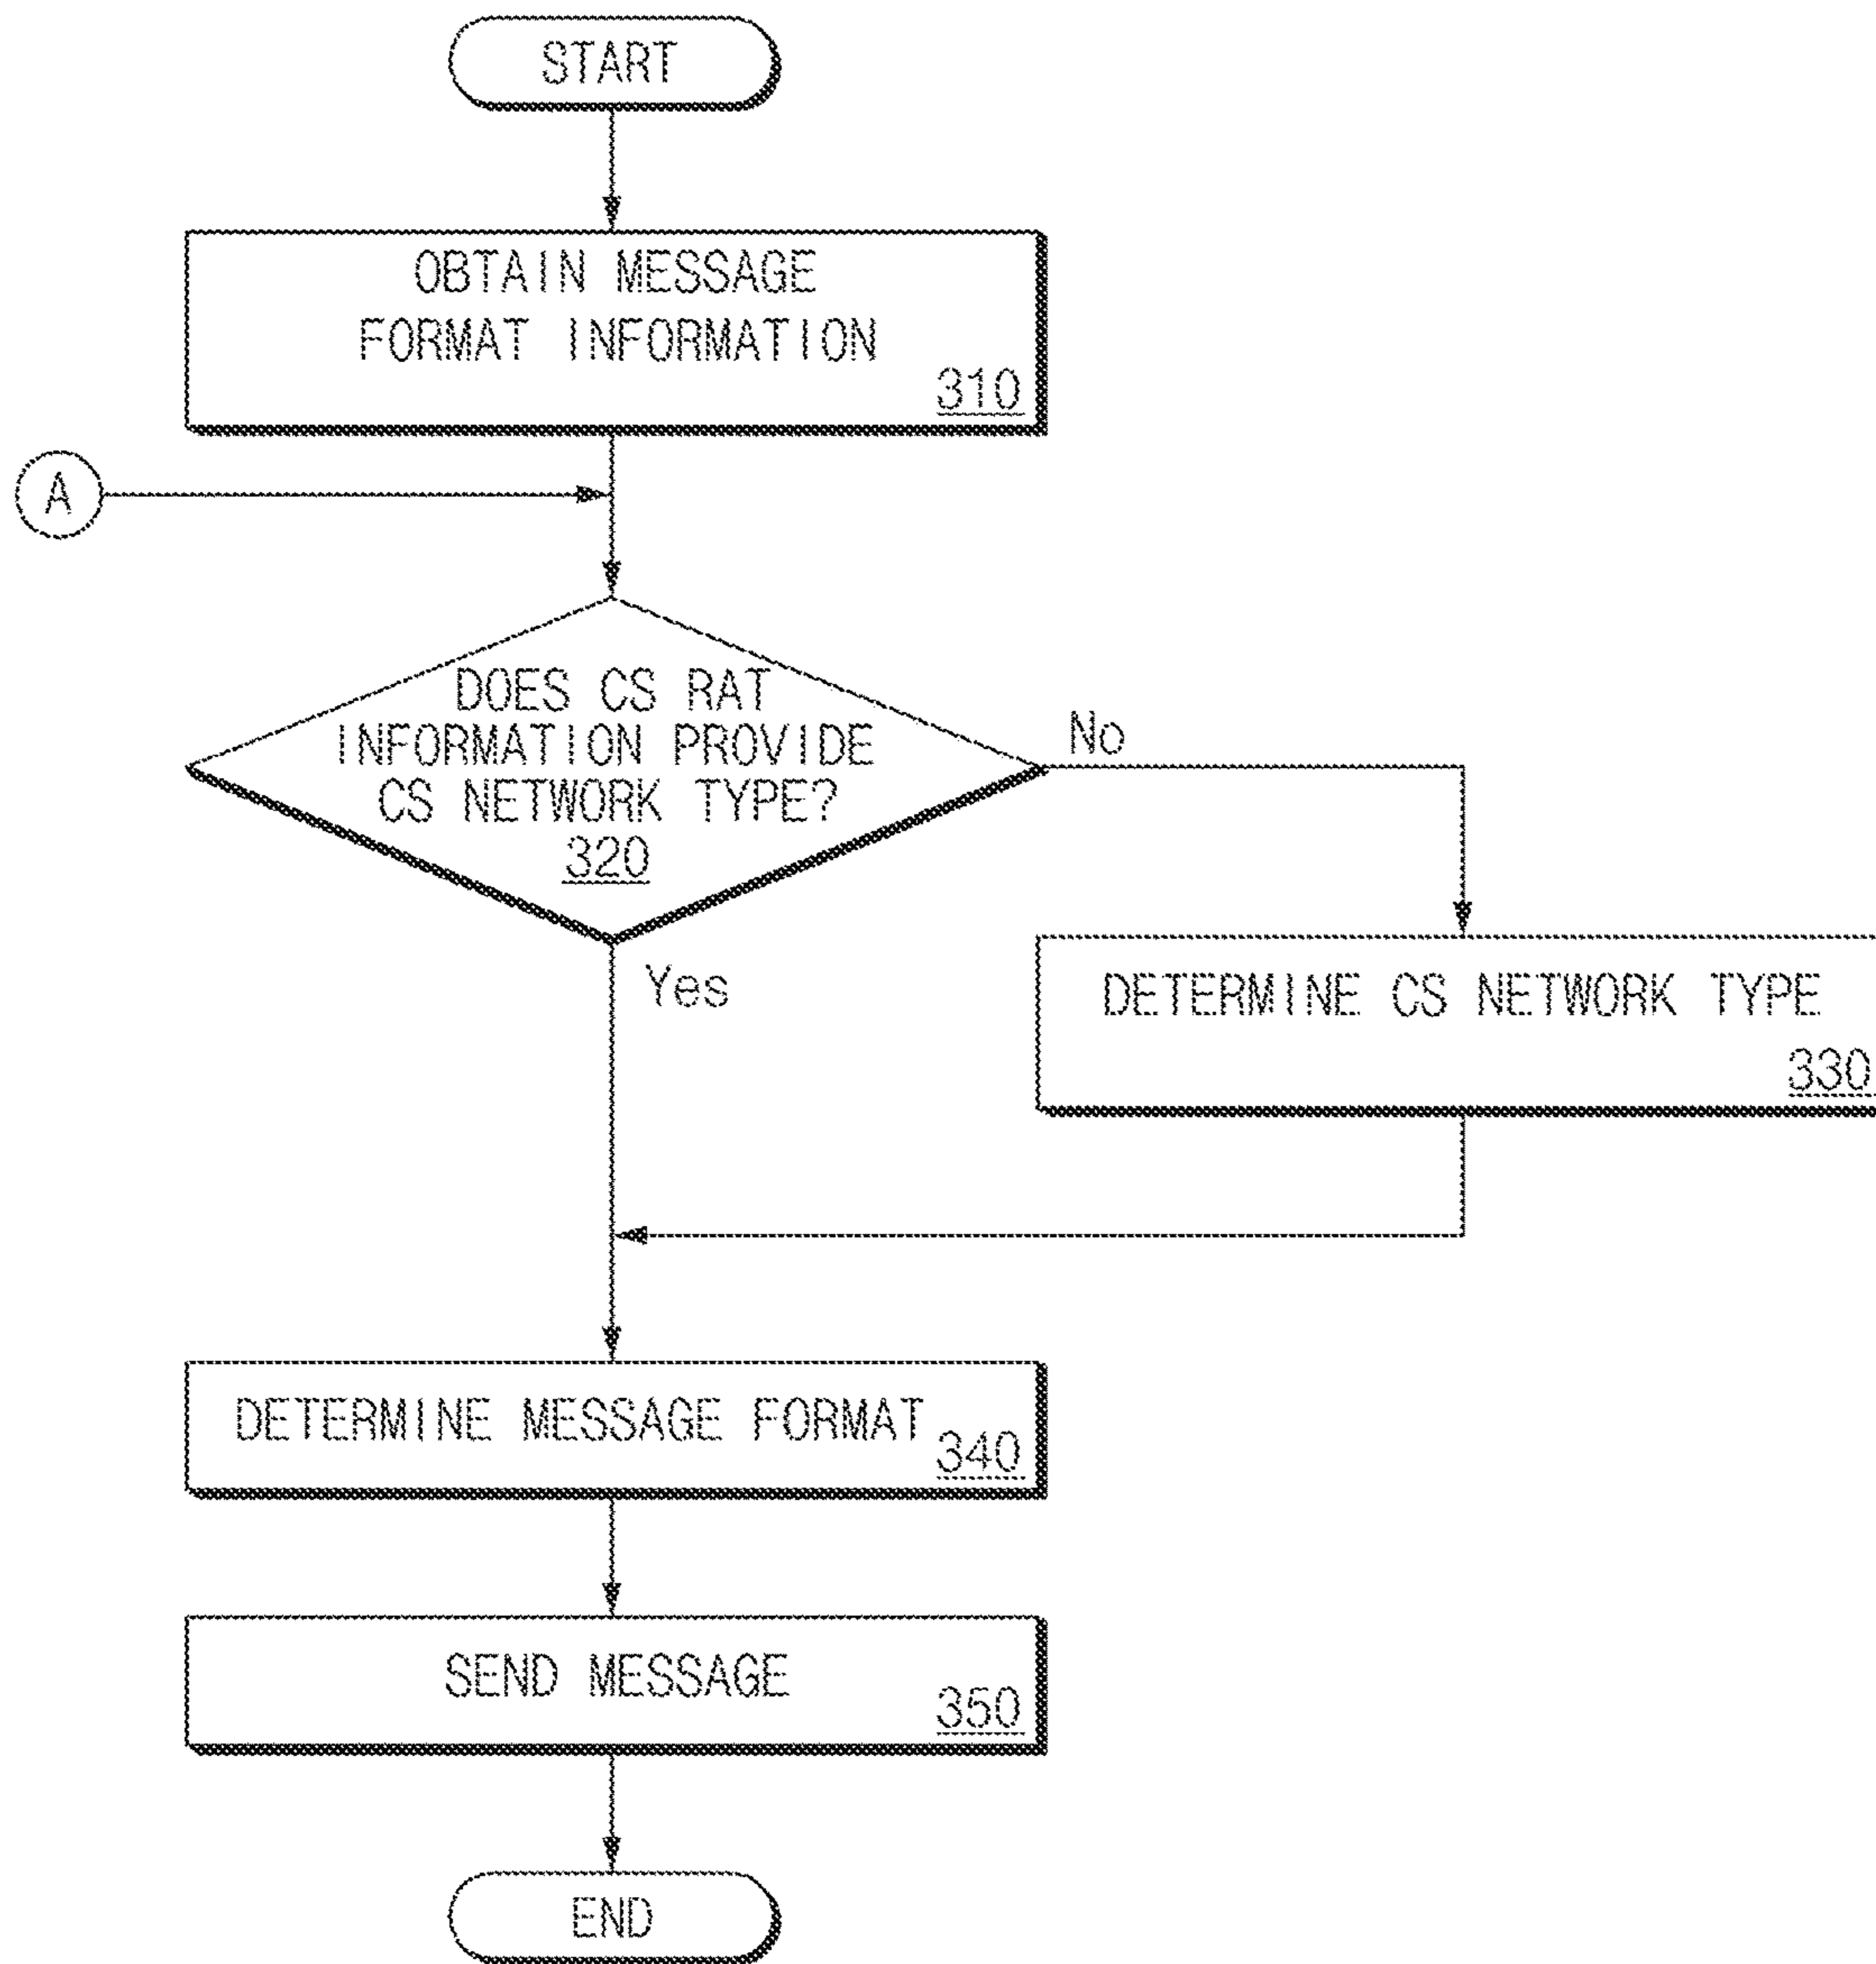 START
OBTAIN MESSAGE
FORMAT INFORMATION
310
A
DOES CS RAT
INFORMATION PROVIDE
CS NETWORK TYPE?
320
No
Yes
DETERMINE CS NETWORK TYPE
330
DETERMINE MESSAGE FORMAT
340
SEND MESSAGE
350
END